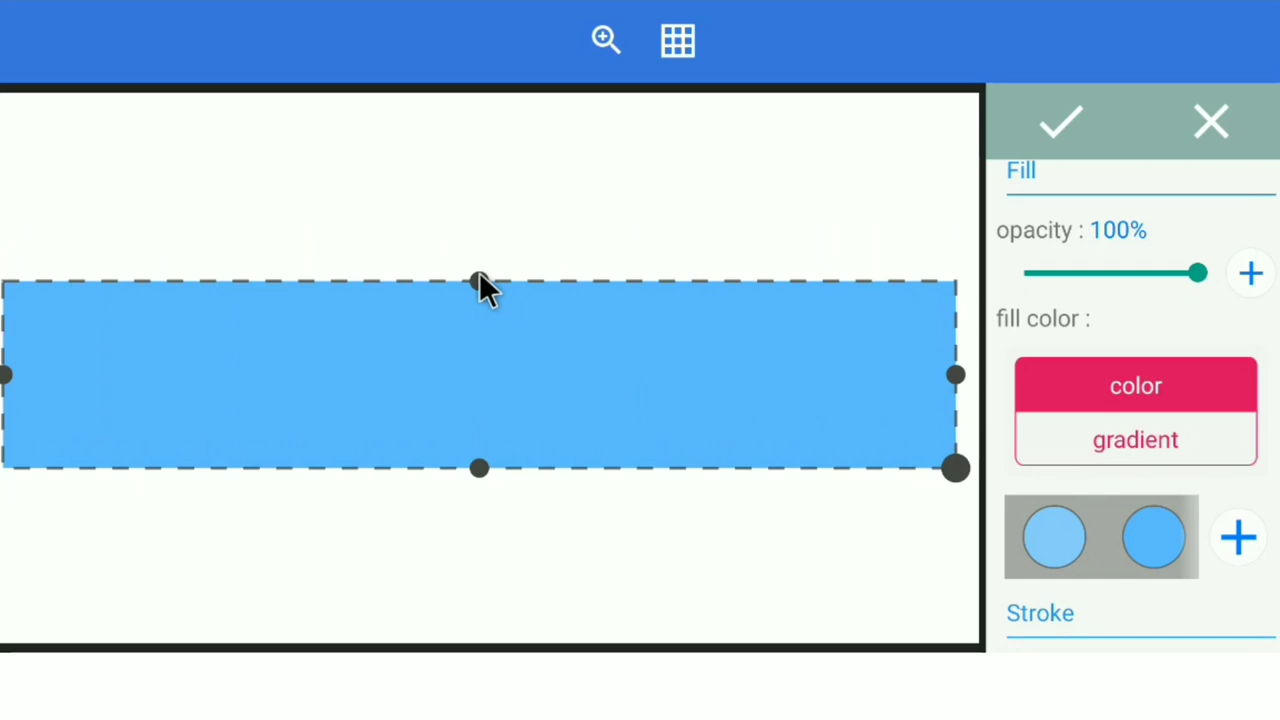 Fill
opacity : 100%
fill color :
color
gradient
Stroke